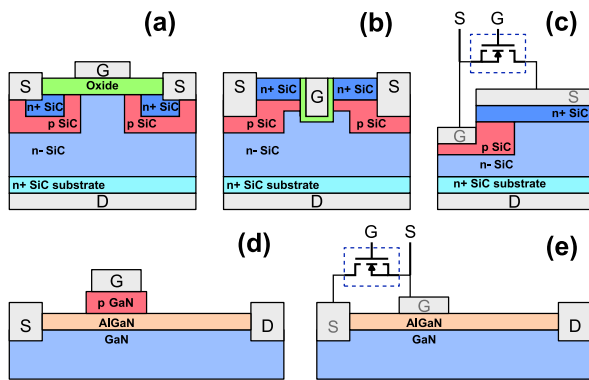 (a)
G
S
Oxide
S
n+ SiC
n+ SiC
p SiC
p SiC
n- SiC
n+ SiC substrate
D
(b)
S
n+ SiC
G
n+ SiC
S
p SiC
p SiC
n- SiC
n+ SiC substrate
D
(c)
S
G
S
n+ SiC
G
p SiC
n- SiC
n+ SiC substrate
D
(d)
G
p GaN
S
AlGaN
D
GaN
(e)
G
S
G
S
AlGaN
D
GaN